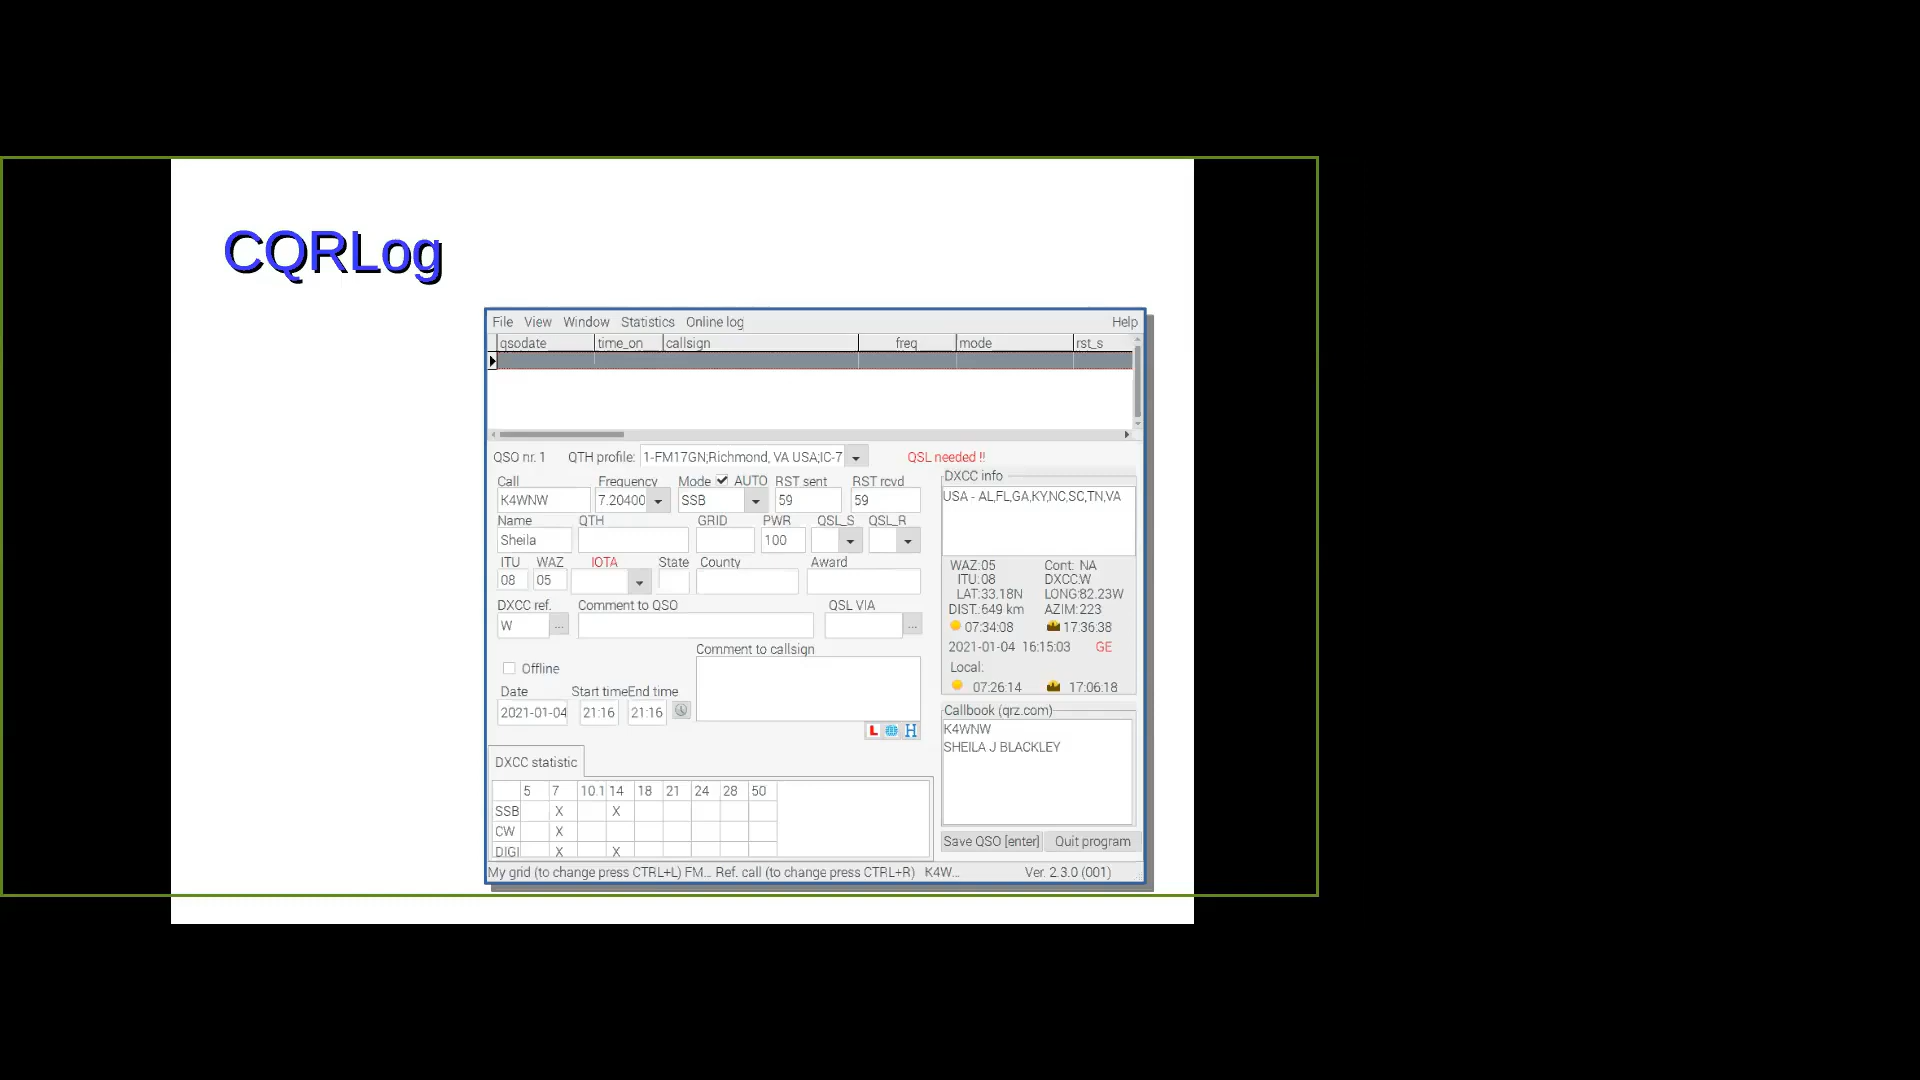 CQRLog
File View Window Statistics Online log Help
qsodate time_on callsign freq mode rst_s
QSO nr. 1 QTH profile: 1-FM17GN;Richmond, VA USA;IC-7 QSL needed !!
Call Frequency Mode AUTO RST sent RST rcvd
K4WNW 7.20400 SSB 59 59
Name QTH GRID PWR QSL_S QSL_R
Sheila 100
ITU WAZ IOTA State County Award
08 05
DXCC ref. Comment to QSO QSL VIA
W ... ...
Comment to callsign
Offline
Date Start time End time
2021-01-04 21:16 21:16
L H
DXCC info
USA - AL,FL,GA,KY,NC,SC,TN,VA
WAZ:05 Cont: NA
ITU:08 DXCC:W
LAT:33.18N LONG:82.23W
DIST.:649 km AZIM:223
07:34:08 17:36:38
2021-01-04 16:15:03 GE
Local:
07:26:14 17:06:18
Callbook (qrz.com)
K4WNW
SHEILA J BLACKLEY
DXCC statistic
5 7 10.1 14 18 21 24 28 50
SSB X X
CW X
DIGI X X
Save QSO [enter] Quit program
My grid (to change press CTRL+L) FM... Ref. call (to change press CTRL+R) K4W... Ver. 2.3.0 (001)